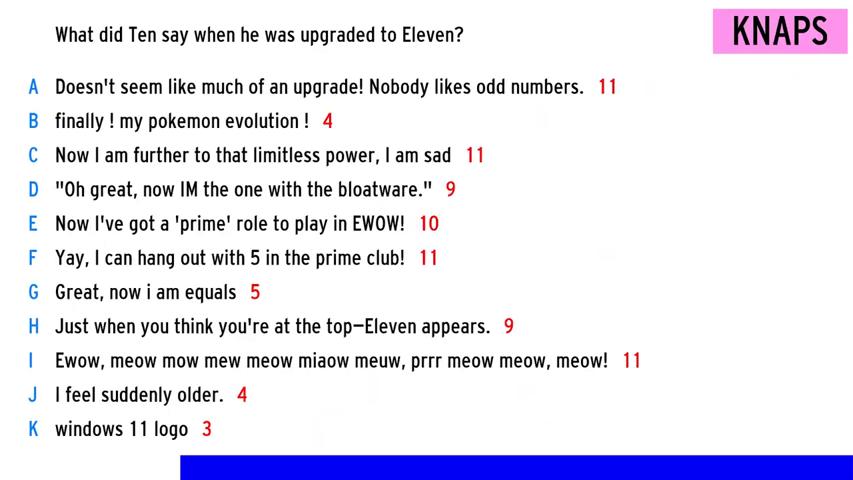 What did Ten say when he was upgraded to Eleven?
KNAPS
A Doesn't seem like much of an upgrade! Nobody likes odd numbers. 11
B finally ! my pokemon evolution ! 4
C Now I am further to that limitless power, I am sad 11
D "Oh great, now IM the one with the bloatware." 9
E Now I've got a 'prime' role to play in EWOW! 10
F Yay, I can hang out with 5 in the prime club! 11
G Great, now i am equals 5
H Just when you think you're at the top—Eleven appears. 9
I Ewow, meow mow mew meow miaow meuw, prrr meow meow, meow! 11
J I feel suddenly older. 4
K windows 11 logo 3